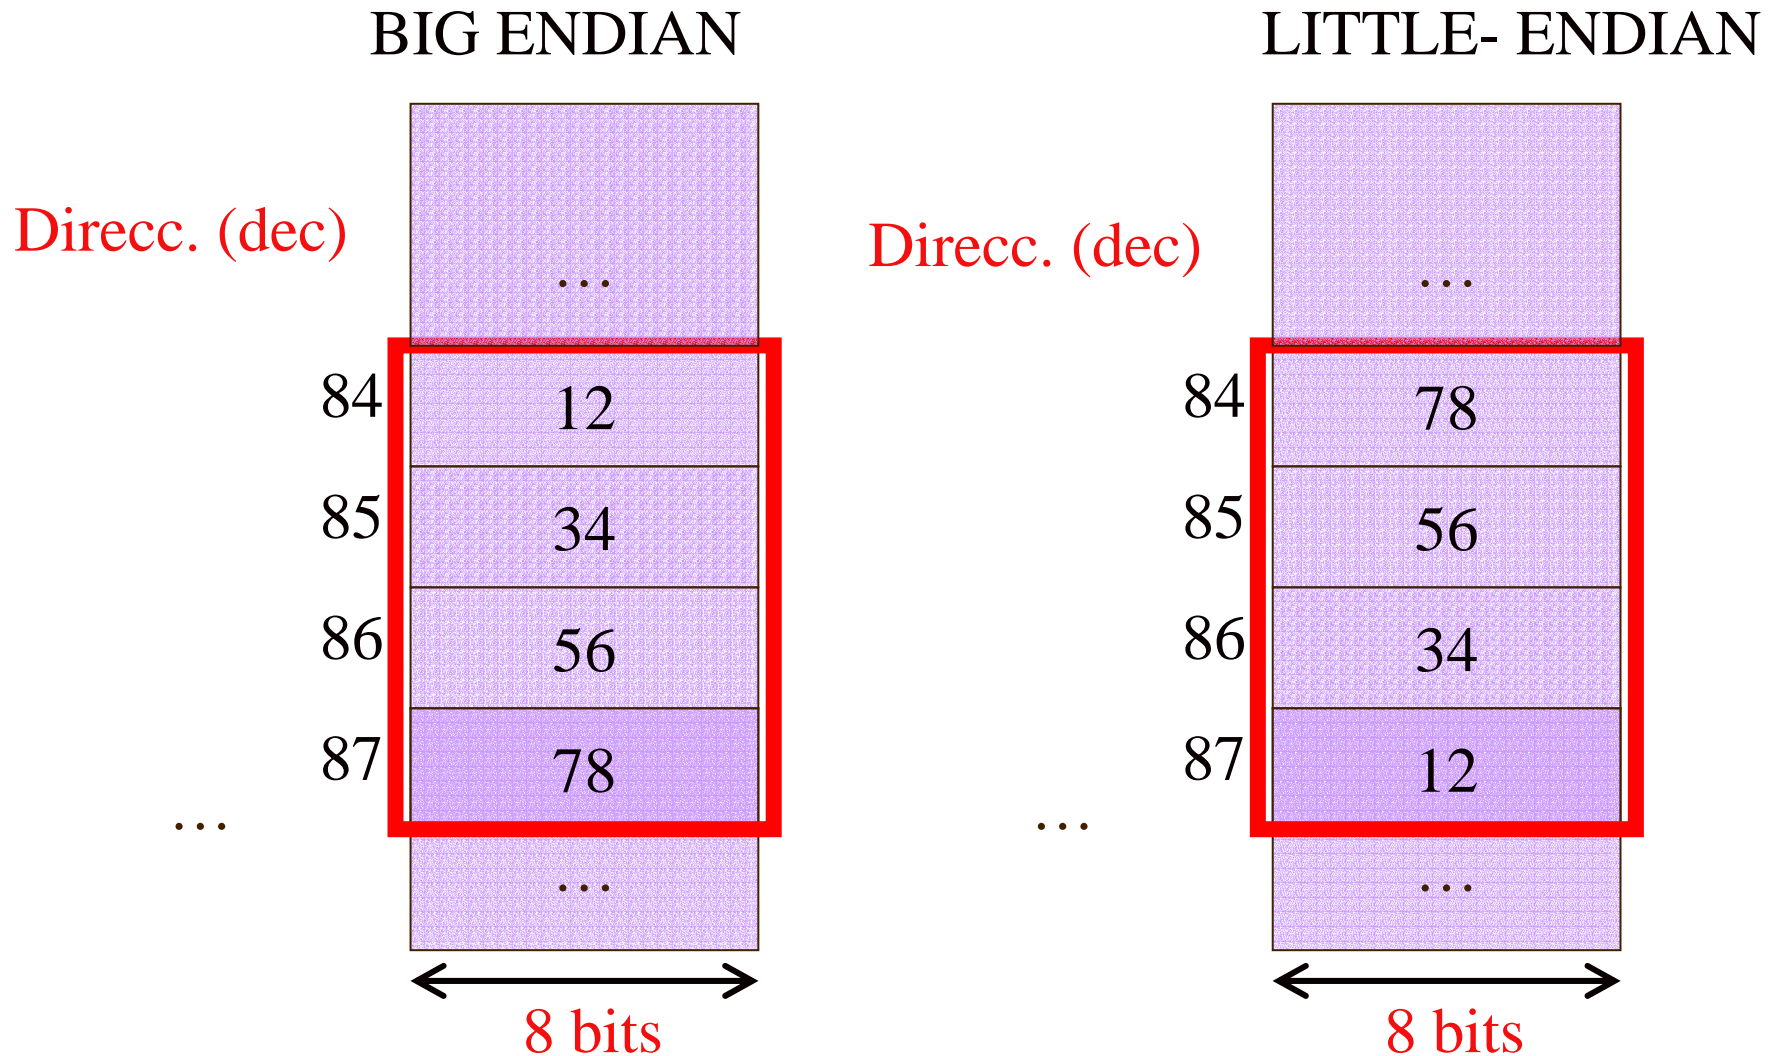 BIG ENDIAN
Direcc. (dec)
...
84 12
85 34
86 56
87 78
...
...
8 bits
LITTLE- ENDIAN
Direcc. (dec)
...
84 78
85 56
86 34
87 12
...
...
8 bits